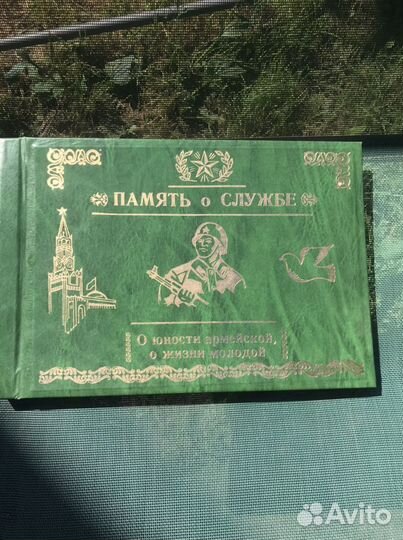 ПАМЯТЬ о СЛУЖБЕ
О юности армейской,
о жизни молодой
Avito